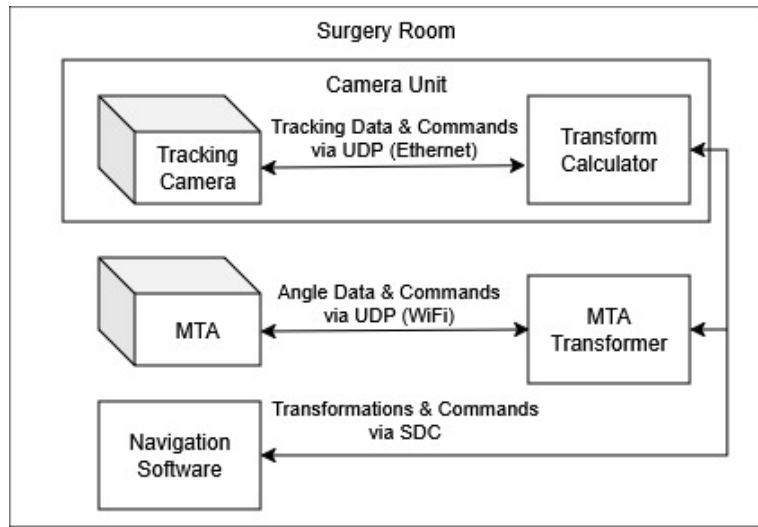 Surgery Room
Camera Unit
Tracking
Camera
Tracking Data & Commands
via UDP (Ethernet)
Transform
Calculator
MTA
Angle Data & Commands
via UDP (WiFi)
MTA
Transformer
Navigation
Software
Transformations & Commands
via SDC